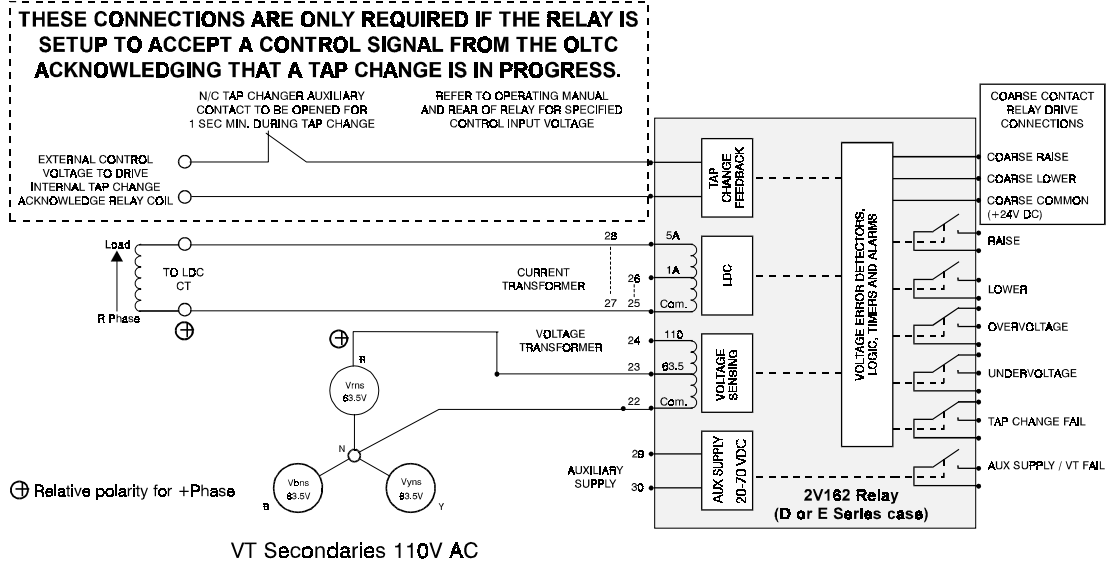 THESE CONNECTIONS ARE ONLY REQUIRED IF THE RELAY IS
SETUP TO ACCEPT A CONTROL SIGNAL FROM THE OLTC
ACKNOWLEDGING THAT A TAP CHANGE IS IN PROGRESS.
N/C TAP CHANGER AUXILIARY
CONTACT TO BE OPENED FOR
1 SEC MIN. DURING TAP CHANGE
REFER TO OPERATING MANUAL
AND REAR OF RELAY FOR SPECIFIED
CONTROL INPUT VOLTAGE
EXTERNAL CONTROL
VOLTAGE TO DRIVE
INTERNAL TAP CHANGE
ACKNOWLEDGE RELAY COIL
COARSE CONTACT
RELAY DRIVE
CONNECTIONS
COARSE RAISE
COARSE LOWER
COARSE COMMON
(+24V DC)
TAP
CHANGE
FEEDBACK
VOLTAGE ERROR DETECTORS,
LOGIC, TIMERS AND ALARMS
Load
R Phase
TO LDC
CT
CURRENT
TRANSFORMER
28
27
26
25
5A
1A
Com.
LDC
RAISE
LOWER
OVERVOLTAGE
UNDERVOLTAGE
TAP CHANGE FAIL
AUX SUPPLY / VT FAIL
VOLTAGE
TRANSFORMER
24
23
22
110
63.5
Com.
VOLTAGE
SENSING
R
Vrns
63.5V
N
Vbns
63.5V
B
Vyns
63.5V
Y
AUXILIARY
SUPPLY
29
30
AUX SUPPLY
20-70 VDC
2V162 Relay
(D or E Series case)
Relative polarity for +Phase
VT Secondaries 110V AC